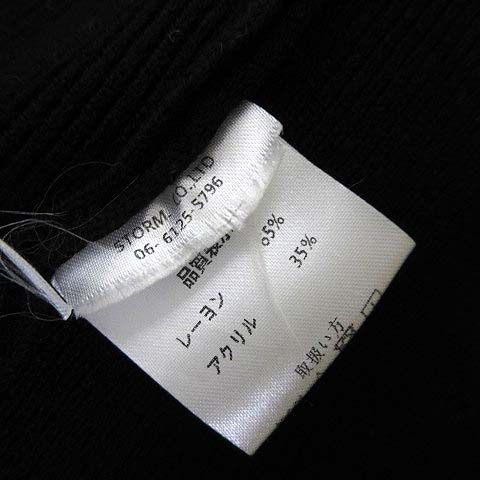 STORM CO.,LTD
06-6125-5796
品質表示
レーヨン 65%
アクリル 35%
取扱い方